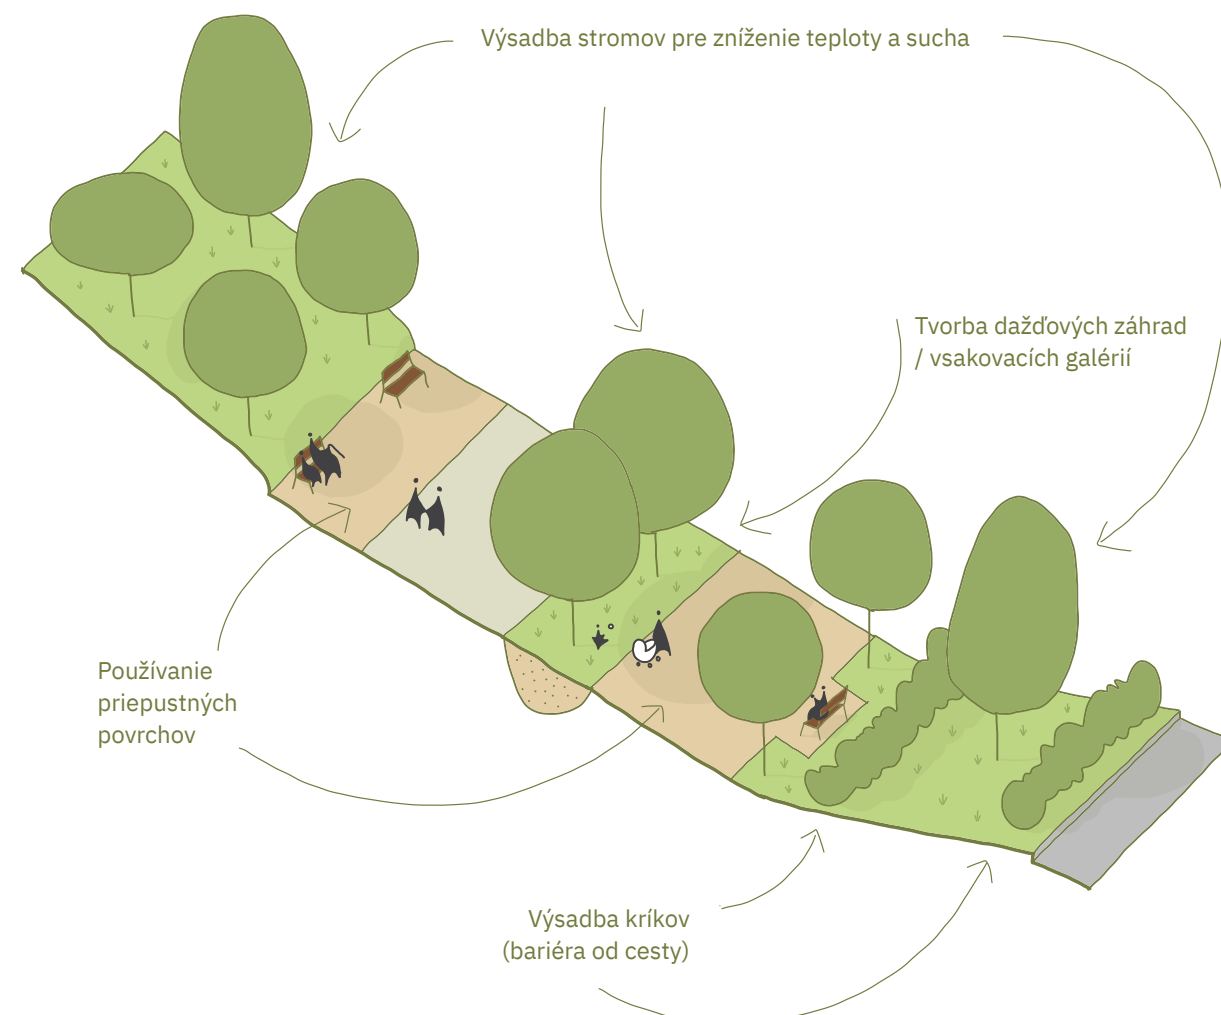 Výsadba stromov pre zníženie teploty a sucha
Tvorba dažďových záhrad
/ vsakovacích galérií
Používanie
priepustných
povrchov
Výsadba kríkov
(bariéra od cesty)